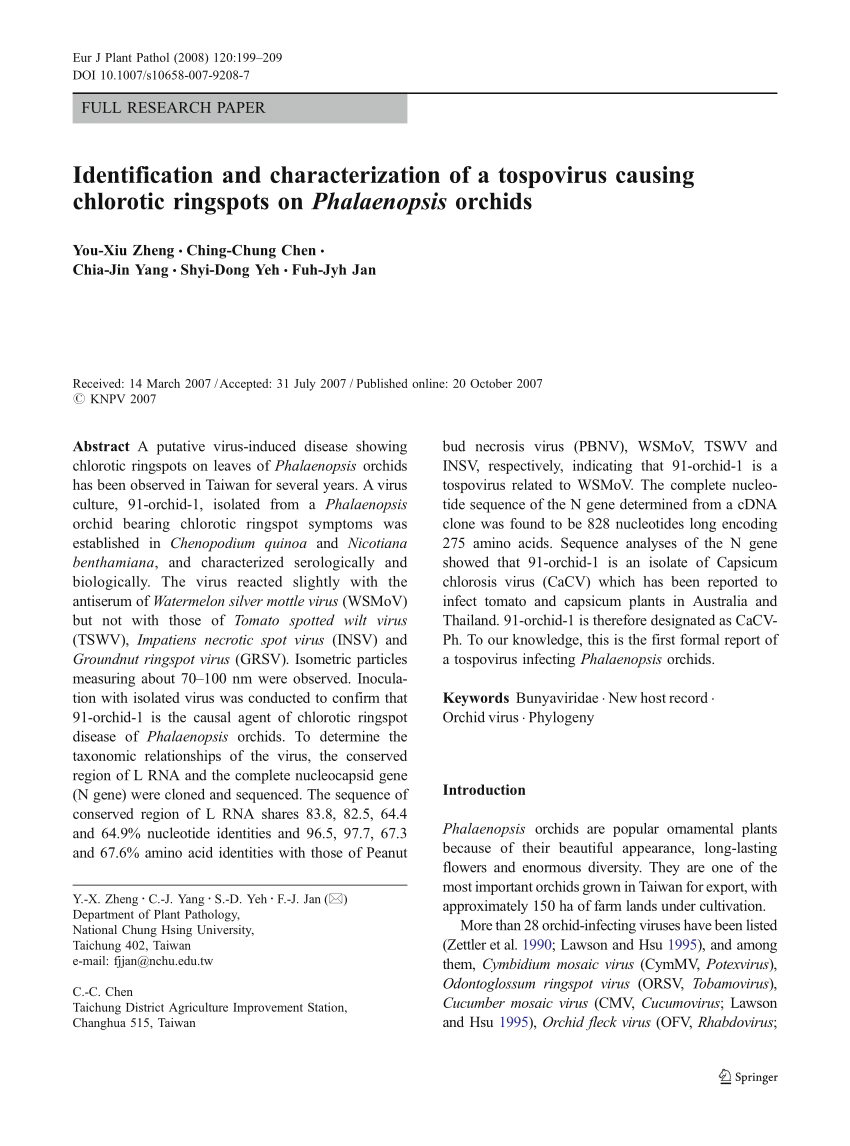 Eur J Plant Pathol (2008) 120:199–209
DOI 10.1007/s10658-007-9208-7
FULL RESEARCH PAPER
Identification and characterization of a tospovirus causing
chlorotic ringspots on Phalaenopsis orchids
You-Xiu Zheng · Ching-Chung Chen ·
Chia-Jin Yang · Shyi-Dong Yeh · Fuh-Jyh Jan
Received: 14 March 2007 / Accepted: 31 July 2007 / Published online: 20 October 2007
© KNPV 2007
Abstract A putative virus-induced disease showing
chlorotic ringspots on leaves of Phalaenopsis orchids
has been observed in Taiwan for several years. A virus
culture, 91-orchid-1, isolated from a Phalaenopsis
orchid bearing chlorotic ringspot symptoms was
established in Chenopodium quinoa and Nicotiana
benthamiana, and characterized serologically and
biologically. The virus reacted slightly with the
antiserum of Watermelon silver mottle virus (WSMoV)
but not with those of Tomato spotted wilt virus
(TSWV), Impatiens necrotic spot virus (INSV) and
Groundnut ringspot virus (GRSV). Isometric particles
measuring about 70–100 nm were observed. Inocula-
tion with isolated virus was conducted to confirm that
91-orchid-1 is the causal agent of chlorotic ringspot
disease of Phalaenopsis orchids. To determine the
taxonomic relationships of the virus, the conserved
region of L RNA and the complete nucleocapsid gene
(N gene) were cloned and sequenced. The sequence of
conserved region of L RNA shares 83.8, 82.5, 64.4
and 64.9% nucleotide identities and 96.5, 97.7, 67.3
and 67.6% amino acid identities with those of Peanut
Y.-X. Zheng · C.-J. Yang · S.-D. Yeh · F.-J. Jan (✉)
Department of Plant Pathology,
National Chung Hsing University,
Taichung 402, Taiwan
e-mail: fjjan@nchu.edu.tw
C.-C. Chen
Taichung District Agriculture Improvement Station,
Changhua 515, Taiwan
bud necrosis virus (PBNV), WSMoV, TSWV and
INSV, respectively, indicating that 91-orchid-1 is a
tospovirus related to WSMoV. The complete nucleo-
tide sequence of the N gene determined from a cDNA
clone was found to be 828 nucleotides long encoding
275 amino acids. Sequence analyses of the N gene
showed that 91-orchid-1 is an isolate of Capsicum
chlorosis virus (CaCV) which has been reported to
infect tomato and capsicum plants in Australia and
Thailand. 91-orchid-1 is therefore designated as CaCV-
Ph. To our knowledge, this is the first formal report of
a tospovirus infecting Phalaenopsis orchids.
Keywords Bunyaviridae · New host record ·
Orchid virus · Phylogeny
Introduction
Phalaenopsis orchids are popular ornamental plants
because of their beautiful appearance, long-lasting
flowers and enormous diversity. They are one of the
most important orchids grown in Taiwan for export, with
approximately 150 ha of farm lands under cultivation.
More than 28 orchid-infecting viruses have been listed
(Zettler et al. 1990; Lawson and Hsu 1995), and among
them, Cymbidium mosaic virus (CymMV, Potexvirus),
Odontoglossum ringspot virus (ORSV, Tobamovirus),
Cucumber mosaic virus (CMV, Cucumovirus; Lawson
and Hsu 1995), Orchid fleck virus (OFV, Rhabdovirus;
Springer